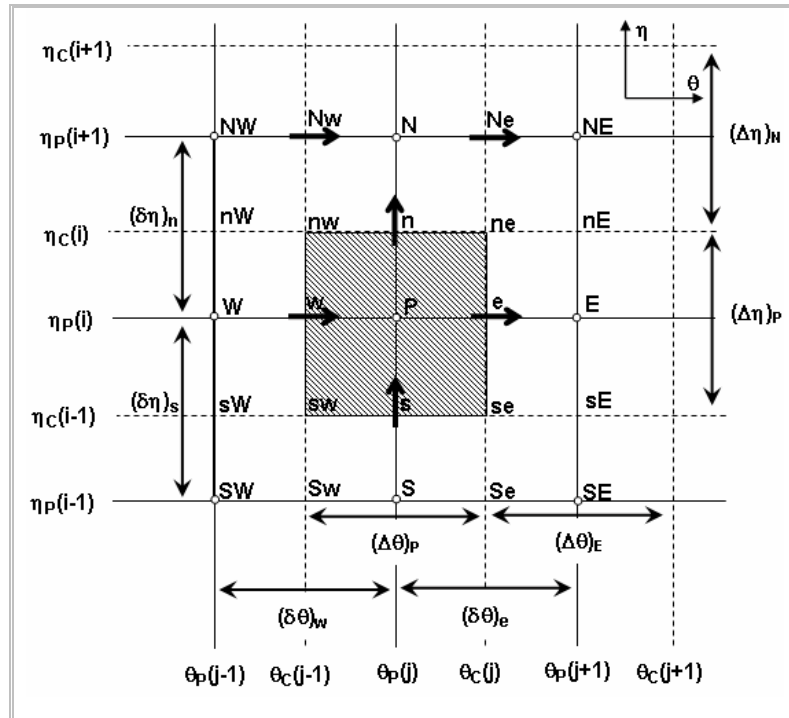 η_C(i+1)
η
θ
Nw Ne
η_P(i+1) NW N NE (Δη)_N
(δη)_n
η_C(i) nW nw n ne nE
η_P(i) W w P e E (Δη)_P
(δη)_s
η_C(i-1) sW sw s se sE
η_P(i-1) SW Sw S Se SE
(Δθ)_P (Δθ)_E
(δθ)_w (δθ)_e
θ_P(j-1) θ_C(j-1) θ_P(j) θ_C(j) θ_P(j+1) θ_C(j+1)